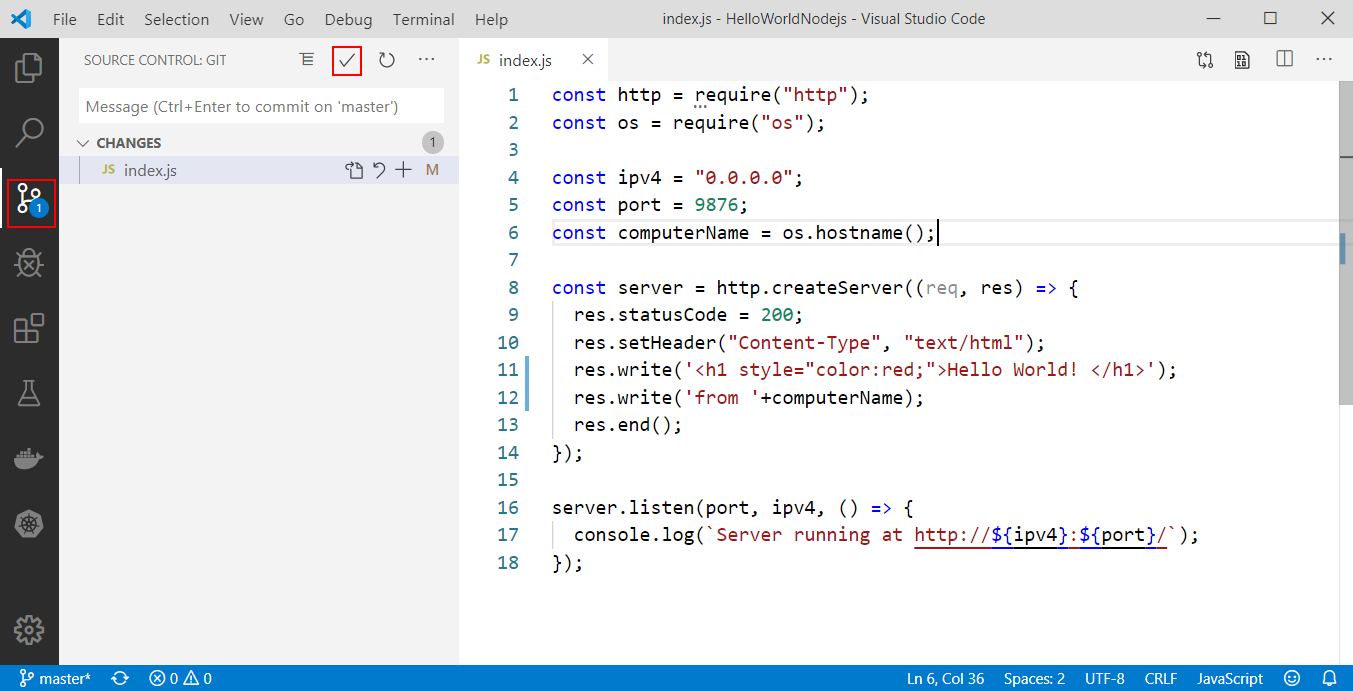 File Edit Selection View Go Debug Terminal Help index.js - HelloWorldNodejs - Visual Studio Code
SOURCE CONTROL: GIT
Message (Ctrl+Enter to commit on 'master')
CHANGES 1
JS index.js M
1
JS index.js
1 const http = require("http");
2 const os = require("os");
3
4 const ipv4 = "0.0.0.0";
5 const port = 9876;
6 const computerName = os.hostname();
7
8 const server = http.createServer((req, res) => {
9   res.statusCode = 200;
10   res.setHeader("Content-Type", "text/html");
11   res.write('<h1 style="color:red;">Hello World! </h1>');
12   res.write('from '+computerName);
13   res.end();
14 });
15
16 server.listen(port, ipv4, () => {
17   console.log(`Server running at http://${ipv4}:${port}/`);
18 });
master* 0 0 Ln 6, Col 36 Spaces: 2 UTF-8 CRLF JavaScript